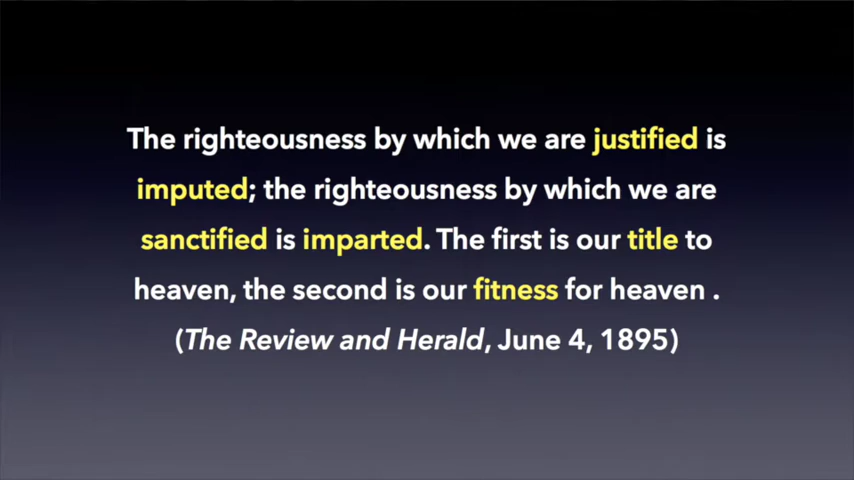 The righteousness by which we are justified is
imputed; the righteousness by which we are
sanctified is imparted. The first is our title to
heaven, the second is our fitness for heaven .
(The Review and Herald, June 4, 1895)